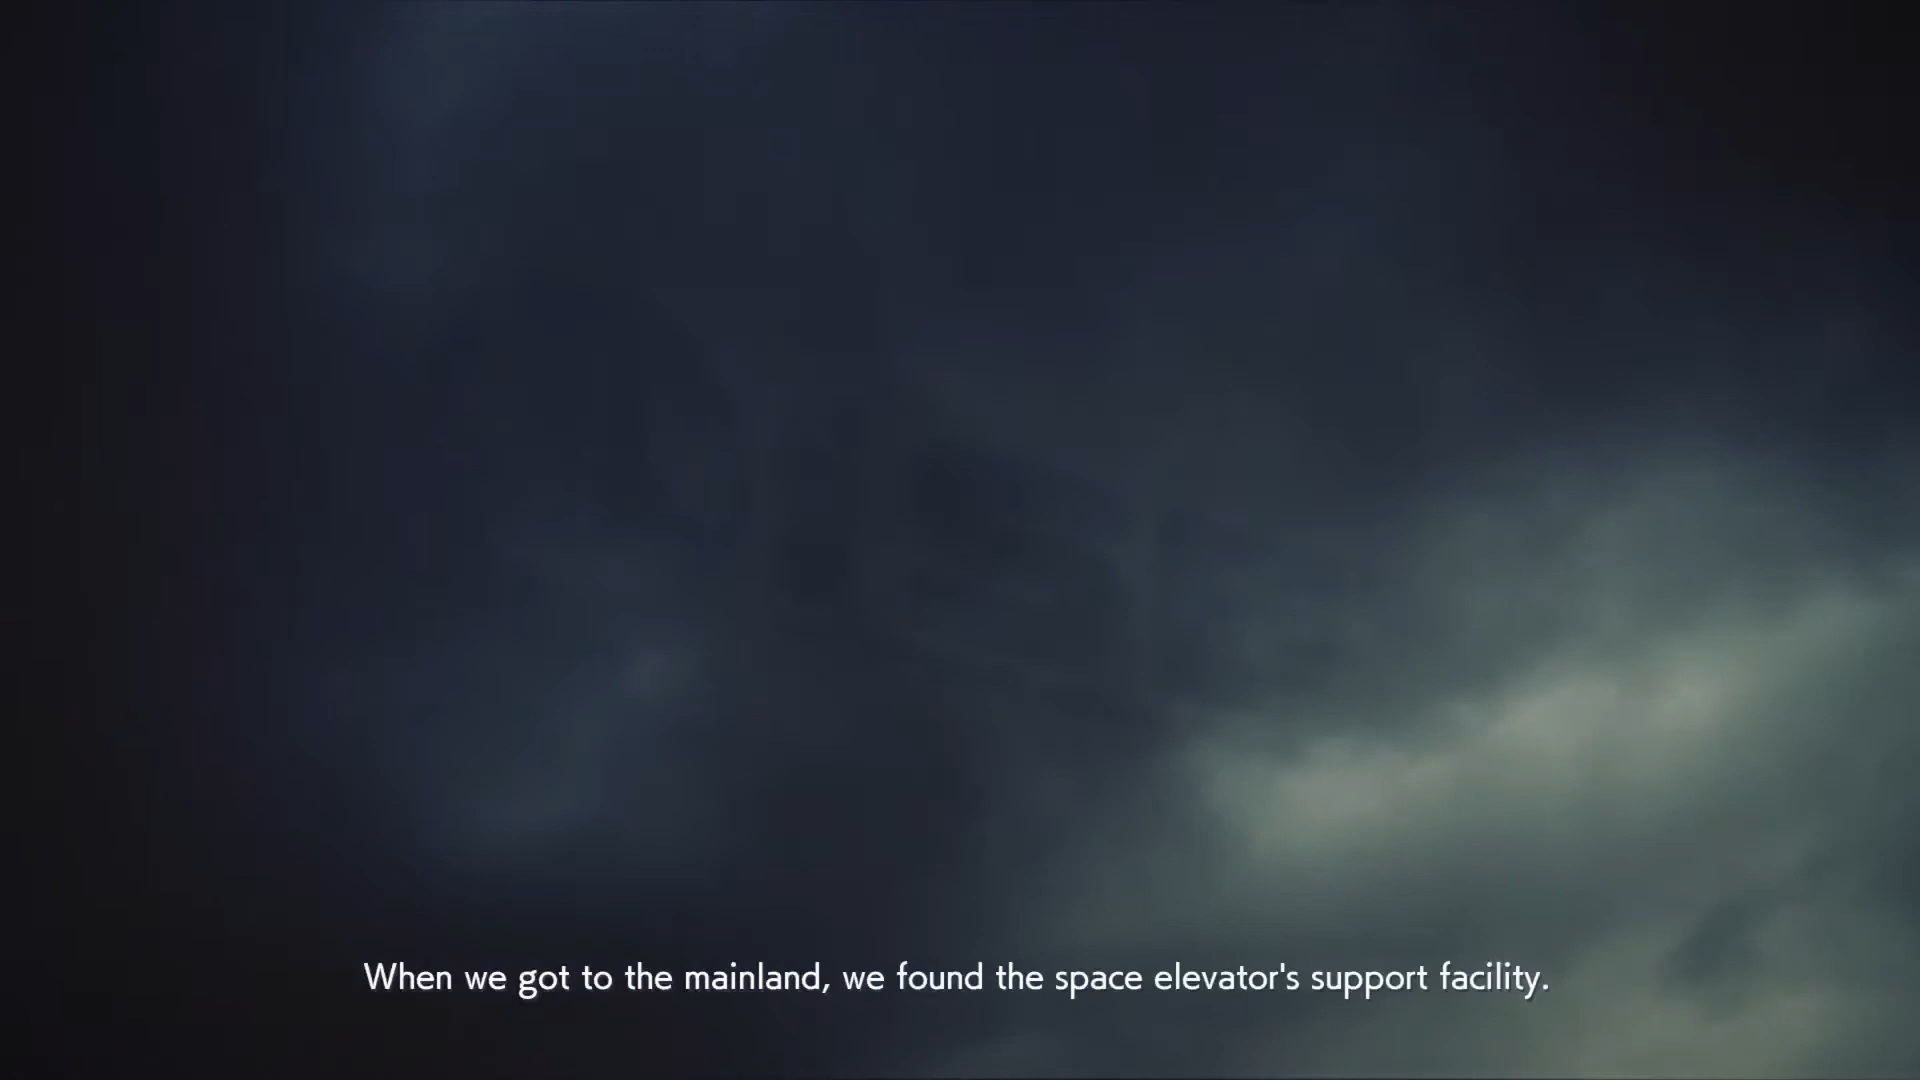 When we got to the mainland, we found the space elevator's support facility.